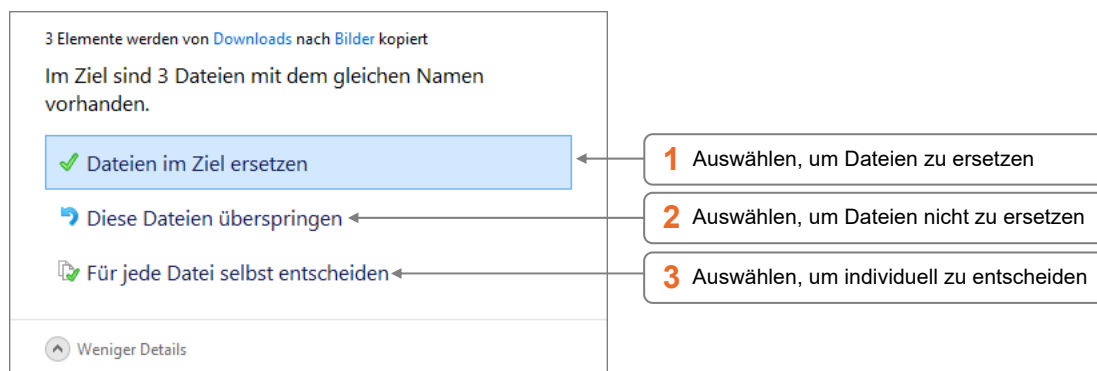 3 Elemente werden von Downloads nach Bilder kopiert
Im Ziel sind 3 Dateien mit dem gleichen Namen
vorhanden.
Dateien im Ziel ersetzen
1 Auswählen, um Dateien zu ersetzen
Diese Dateien überspringen
2 Auswählen, um Dateien nicht zu ersetzen
Für jede Datei selbst entscheiden
3 Auswählen, um individuell zu entscheiden
Weniger Details